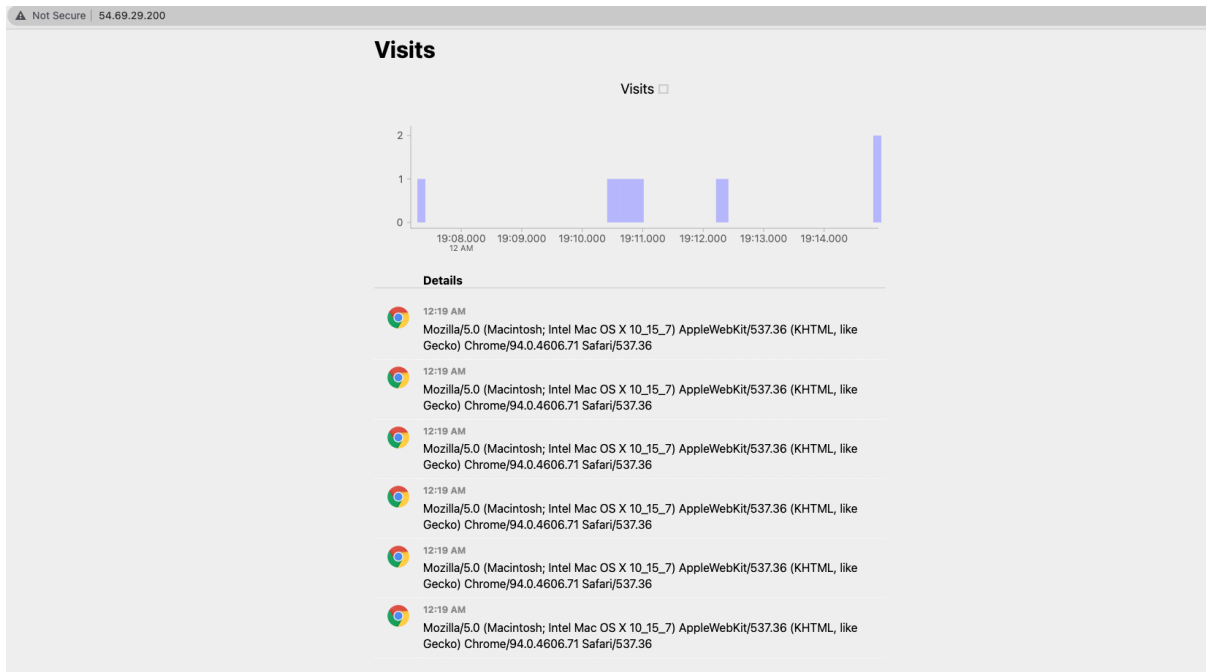 Not Secure 54.69.29.200
Visits
Visits
2
1
0
19:08.000 19:09.000 19:10.000 19:11.000 19:12.000 19:13.000 19:14.000
12 AM
Details
12:19 AM
Mozilla/5.0 (Macintosh; Intel Mac OS X 10_15_7) AppleWebKit/537.36 (KHTML, like
Gecko) Chrome/94.0.4606.71 Safari/537.36
12:19 AM
Mozilla/5.0 (Macintosh; Intel Mac OS X 10_15_7) AppleWebKit/537.36 (KHTML, like
Gecko) Chrome/94.0.4606.71 Safari/537.36
12:19 AM
Mozilla/5.0 (Macintosh; Intel Mac OS X 10_15_7) AppleWebKit/537.36 (KHTML, like
Gecko) Chrome/94.0.4606.71 Safari/537.36
12:19 AM
Mozilla/5.0 (Macintosh; Intel Mac OS X 10_15_7) AppleWebKit/537.36 (KHTML, like
Gecko) Chrome/94.0.4606.71 Safari/537.36
12:19 AM
Mozilla/5.0 (Macintosh; Intel Mac OS X 10_15_7) AppleWebKit/537.36 (KHTML, like
Gecko) Chrome/94.0.4606.71 Safari/537.36
12:19 AM
Mozilla/5.0 (Macintosh; Intel Mac OS X 10_15_7) AppleWebKit/537.36 (KHTML, like
Gecko) Chrome/94.0.4606.71 Safari/537.36